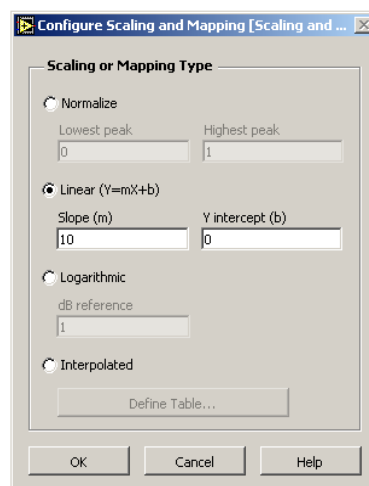 Configure Scaling and Mapping [Scaling and ...
Scaling or Mapping Type
Normalize
Lowest peak Highest peak
0 1
Linear (Y=mX+b)
Slope (m) Y intercept (b)
10 0
Logarithmic
dB reference
1
Interpolated
Define Table...
OK Cancel Help